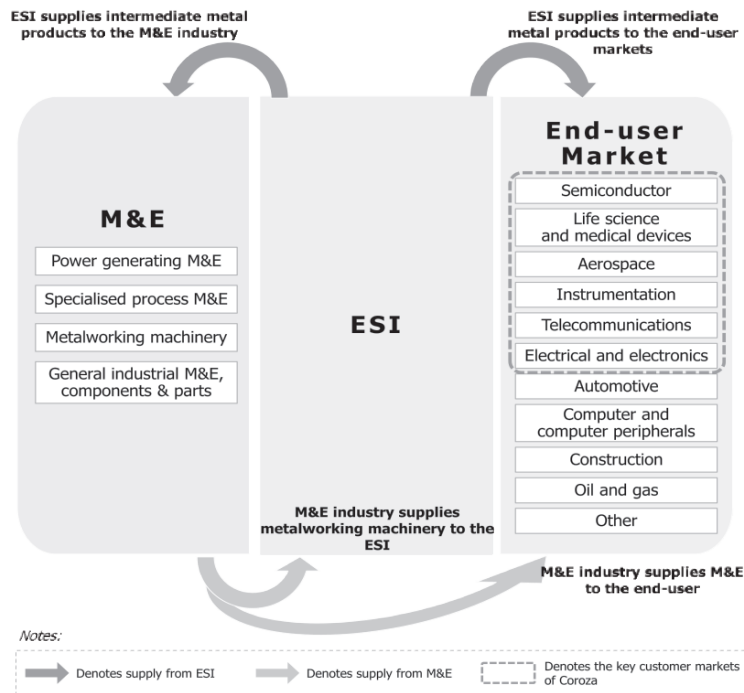 ESI supplies intermediate metal
products to the M&E industry
ESI supplies intermediate
metal products to the end-user
markets
M&E
Power generating M&E
Specialised process M&E
Metalworking machinery
General industrial M&E,
components & parts
ESI
M&E industry supplies
metalworking machinery to the
ESI
End-user
Market
Semiconductor
Life science
and medical devices
Aerospace
Instrumentation
Telecommunications
Electrical and electronics
Automotive
Computer and
computer peripherals
Construction
Oil and gas
Other
M&E industry supplies M&E
to the end-user
Notes:
Denotes supply from ESI
Denotes supply from M&E
Denotes the key customer markets
of Coroza